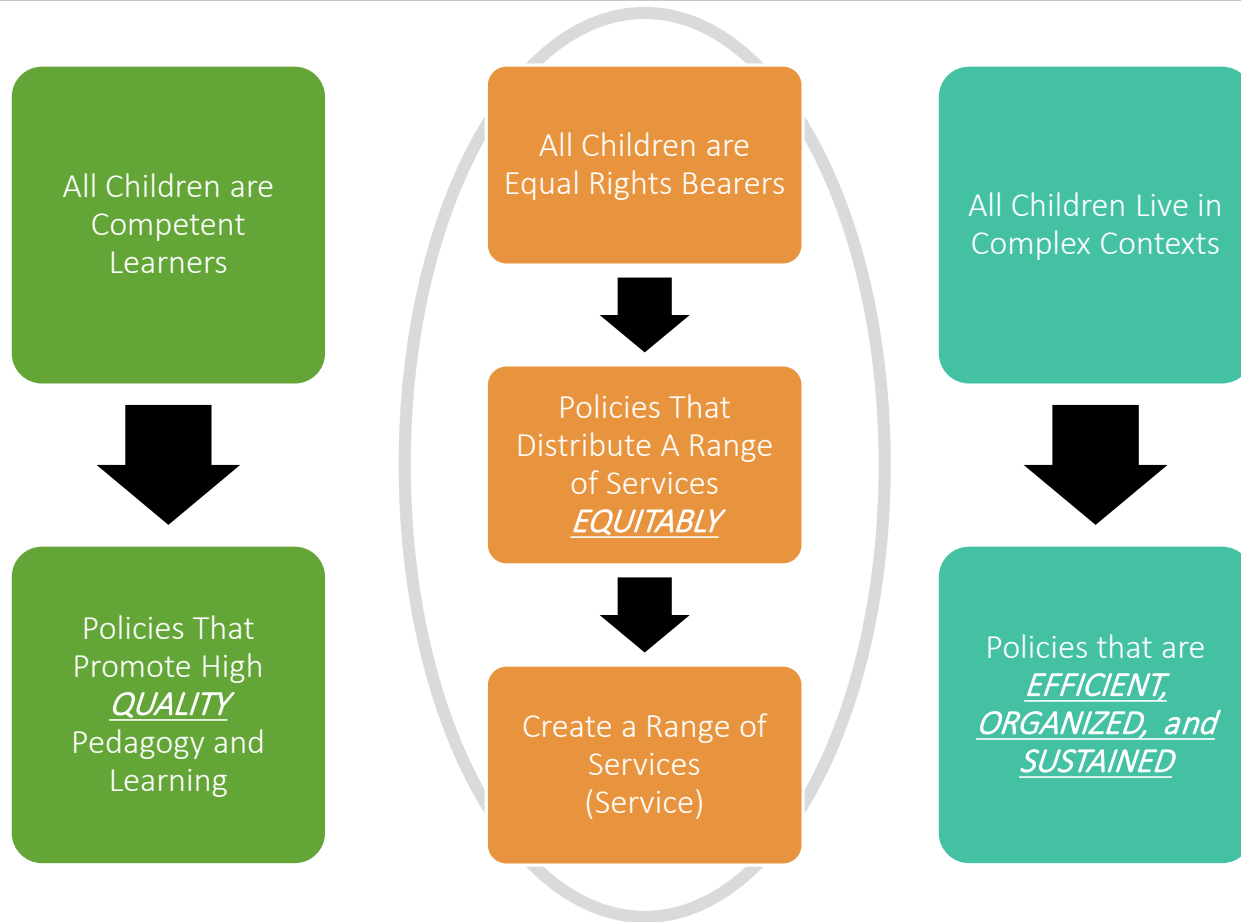 All Children are
Competent
Learners
Policies That
Promote High
QUALITY
Pedagogy and
Learning
All Children are
Equal Rights Bearers
Policies That
Distribute A Range
of Services
EQUITABLY
Create a Range of
Services
(Service)
All Children Live in
Complex Contexts
Policies that are
EFFICIENT,
ORGANIZED, and
SUSTAINED